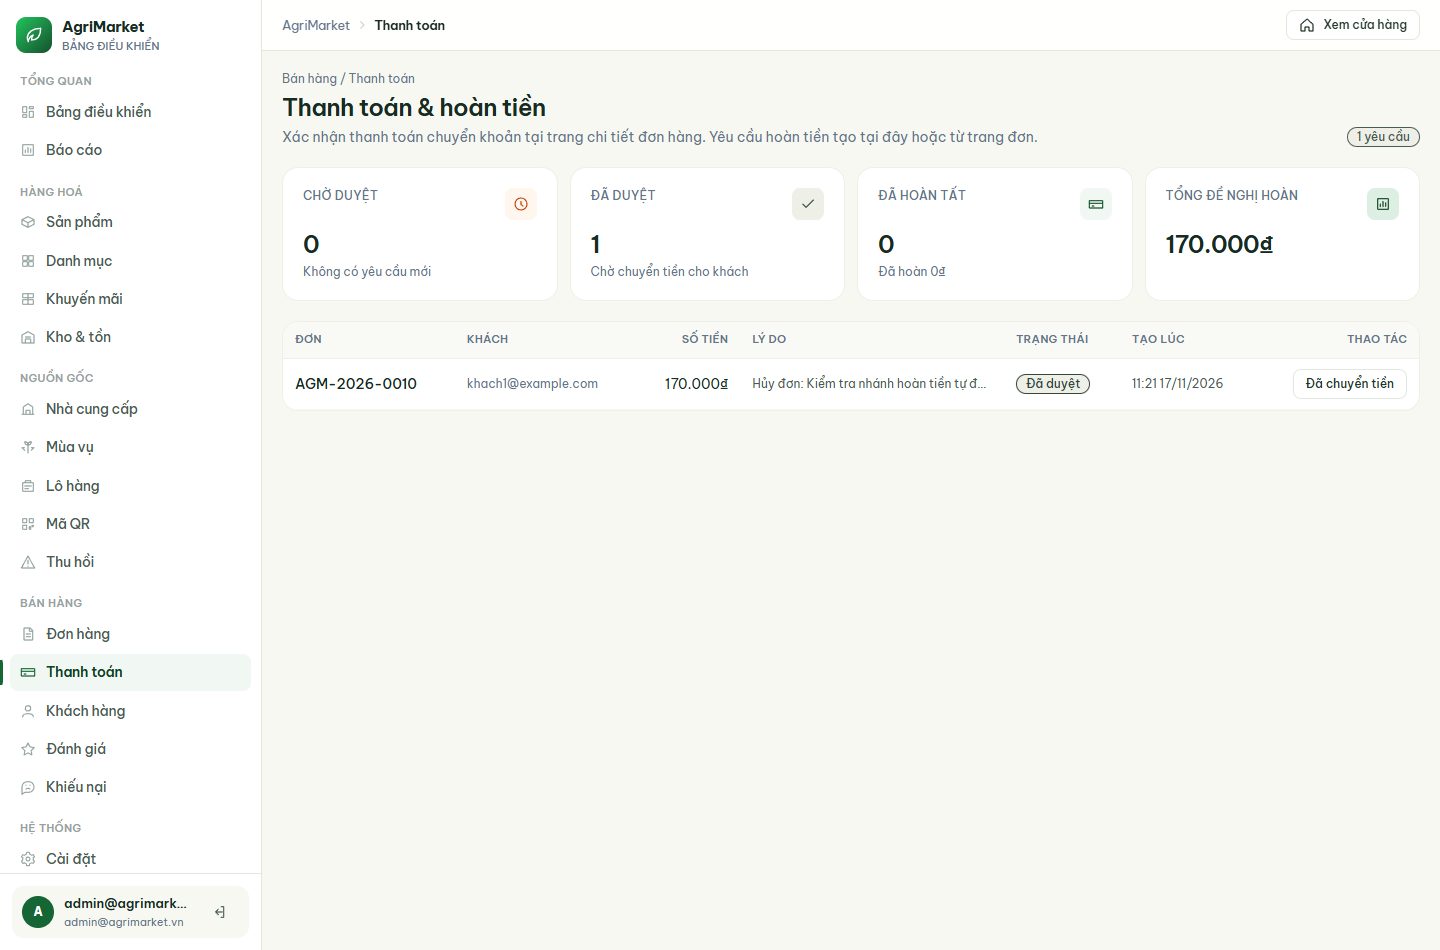 AgriMarket
BẢNG ĐIỀU KHIỂN
TỔNG QUAN
Bảng điều khiển
Báo cáo
HÀNG HOÁ
Sản phẩm
Danh mục
Khuyến mãi
Kho & tồn
NGUỒN GỐC
Nhà cung cấp
Mùa vụ
Lô hàng
Mã QR
Thu hồi
BÁN HÀNG
Đơn hàng
Thanh toán
Khách hàng
Đánh giá
Khiếu nại
HỆ THỐNG
Cài đặt
A
admin@agrimark...
admin@agrimarket.vn
AgriMarket > Thanh toán
Xem cửa hàng
Bán hàng / Thanh toán
Thanh toán & hoàn tiền
Xác nhận thanh toán chuyển khoản tại trang chi tiết đơn hàng. Yêu cầu hoàn tiền tạo tại đây hoặc từ trang đơn.
1 yêu cầu
CHỜ DUYỆT
0
Không có yêu cầu mới
ĐÃ DUYỆT
1
Chờ chuyển tiền cho khách
ĐÃ HOÀN TẤT
0
Đã hoàn 0₫
TỔNG ĐỀ NGHỊ HOÀN
170.000₫
ĐƠN KHÁCH SỐ TIỀN LÝ DO TRẠNG THÁI TẠO LÚC THAO TÁC
AGM-2026-0010 khach1@example.com 170.000₫ Hủy đơn: Kiểm tra nhánh hoàn tiền tự đ... Đã duyệt 11:21 17/11/2026 Đã chuyển tiền